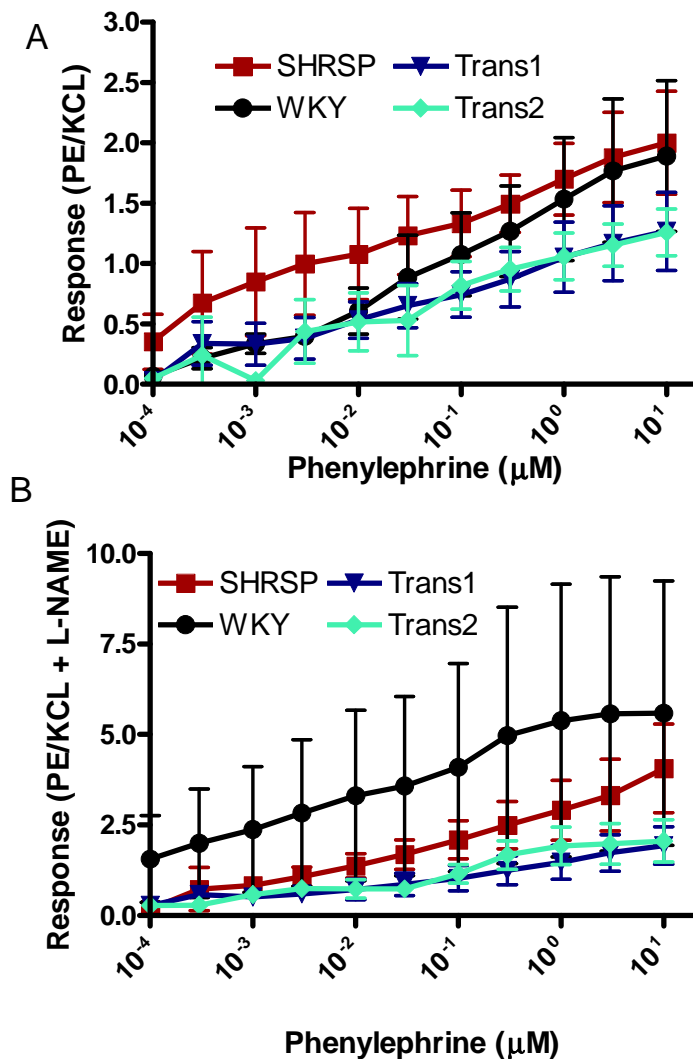 A
Response (PE/KCL)
3.0
2.5
2.0
1.5
1.0
0.5
0.0
SHRSP
Trans1
WKY
Trans2
10-4
10-3
10-2
10-1
100
101
Phenylephrine (μM)
B
Response (PE/KCL + L-NAME)
10.0
7.5
5.0
2.5
0.0
SHRSP
Trans1
WKY
Trans2
10-4
10-3
10-2
10-1
100
101
Phenylephrine (μM)